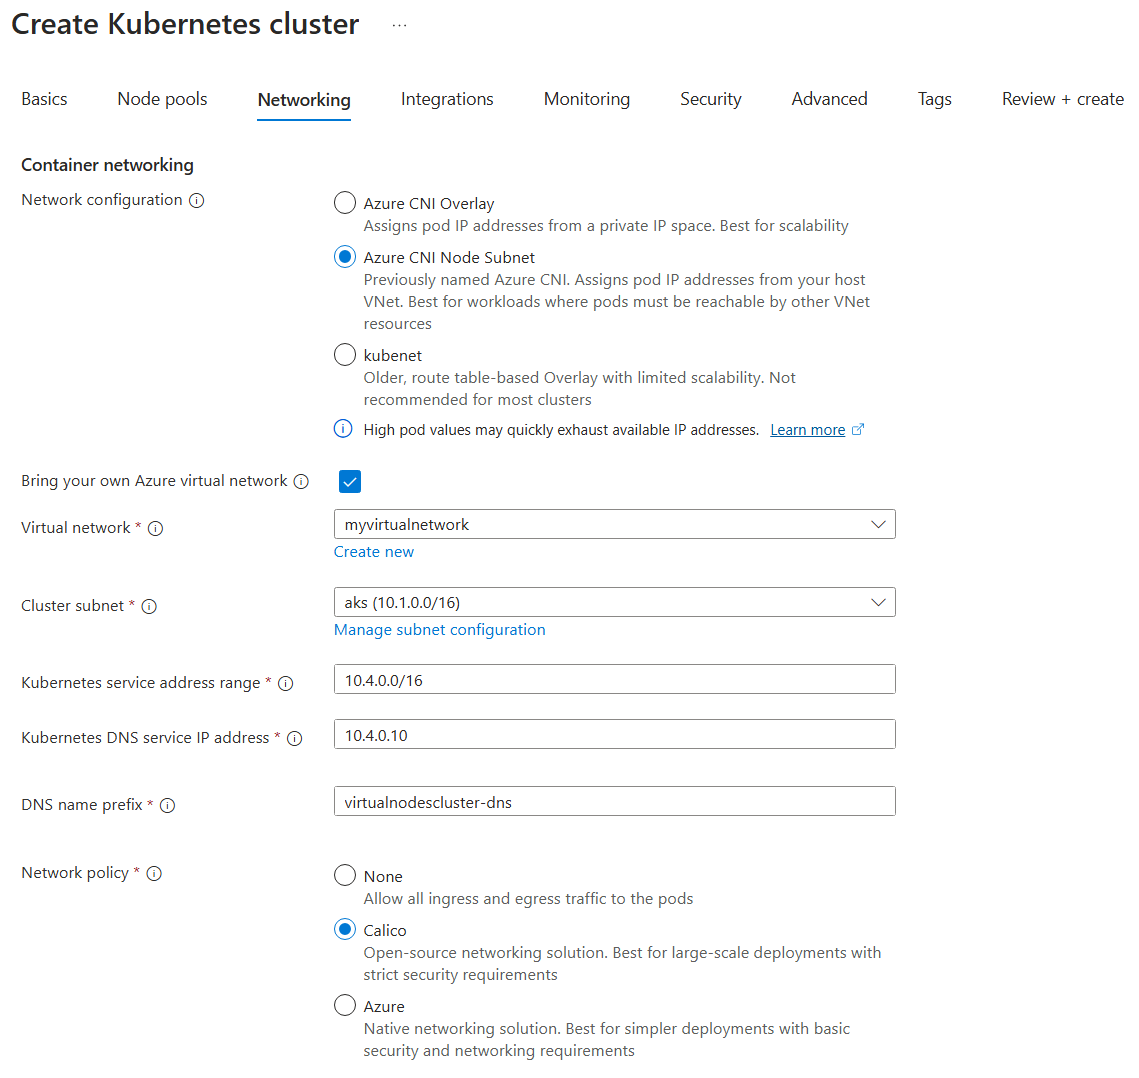 Create Kubernetes cluster ...
Basics Node pools Networking Integrations Monitoring Security Advanced Tags Review + create
Container networking
Network configuration
Azure CNI Overlay
Assigns pod IP addresses from a private IP space. Best for scalability
Azure CNI Node Subnet
Previously named Azure CNI. Assigns pod IP addresses from your host
VNet. Best for workloads where pods must be reachable by other VNet
resources
kubenet
Older, route table-based Overlay with limited scalability. Not
recommended for most clusters
High pod values may quickly exhaust available IP addresses. Learn more
Bring your own Azure virtual network
Virtual network *
myvirtualnetwork
Create new
Cluster subnet *
aks (10.1.0.0/16)
Manage subnet configuration
Kubernetes service address range *
10.4.0.0/16
Kubernetes DNS service IP address *
10.4.0.10
DNS name prefix *
virtualnodescluster-dns
Network policy *
None
Allow all ingress and egress traffic to the pods
Calico
Open-source networking solution. Best for large-scale deployments with
strict security requirements
Azure
Native networking solution. Best for simpler deployments with basic
security and networking requirements